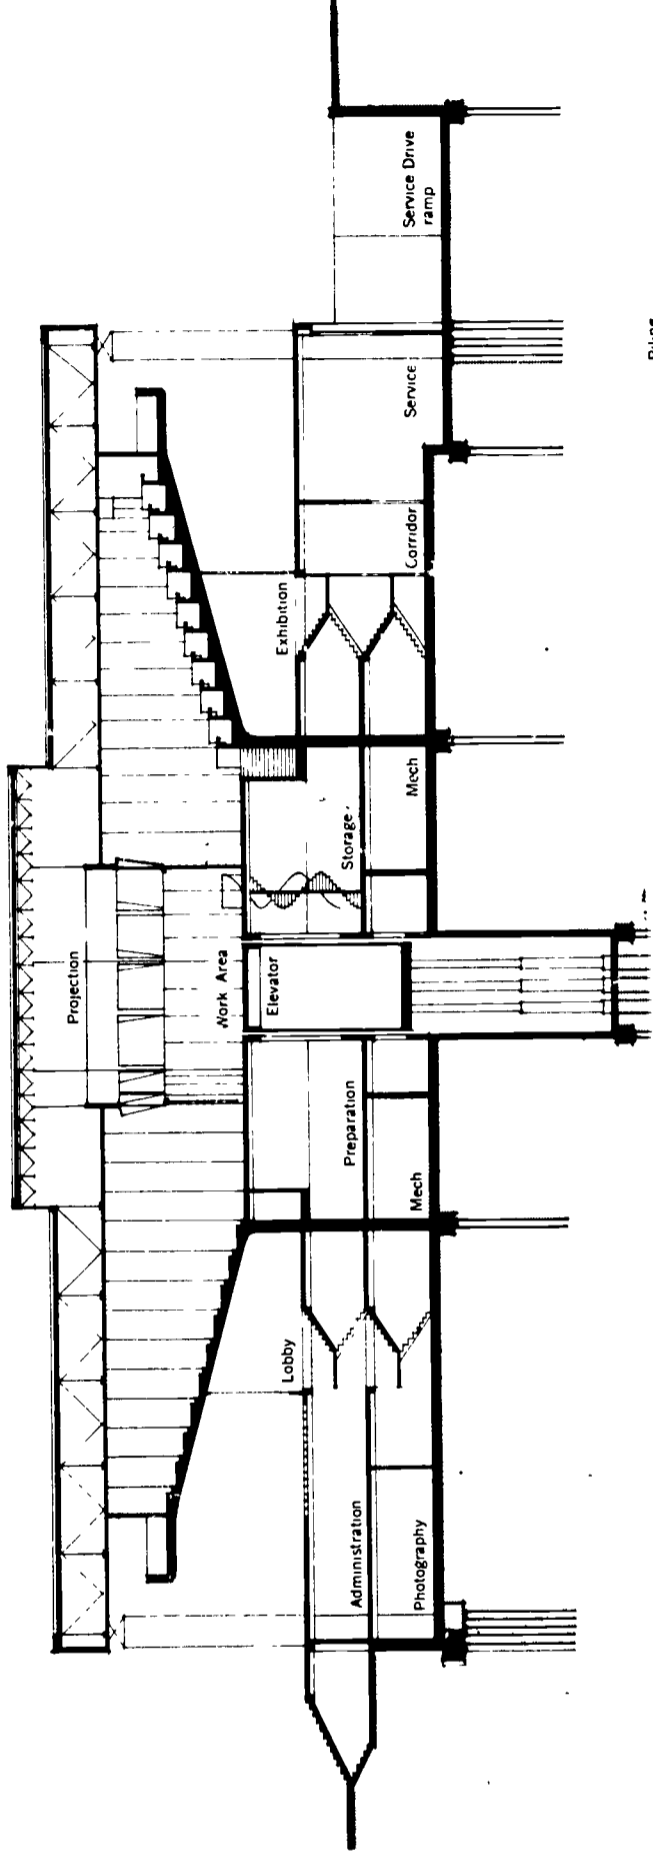 Projection
Work Area
Elevator
Lobby
Exhibition
Storage
Preparation
Administration
Photography
Mech
Mech
Corridor
Service
Service Drive
ramp